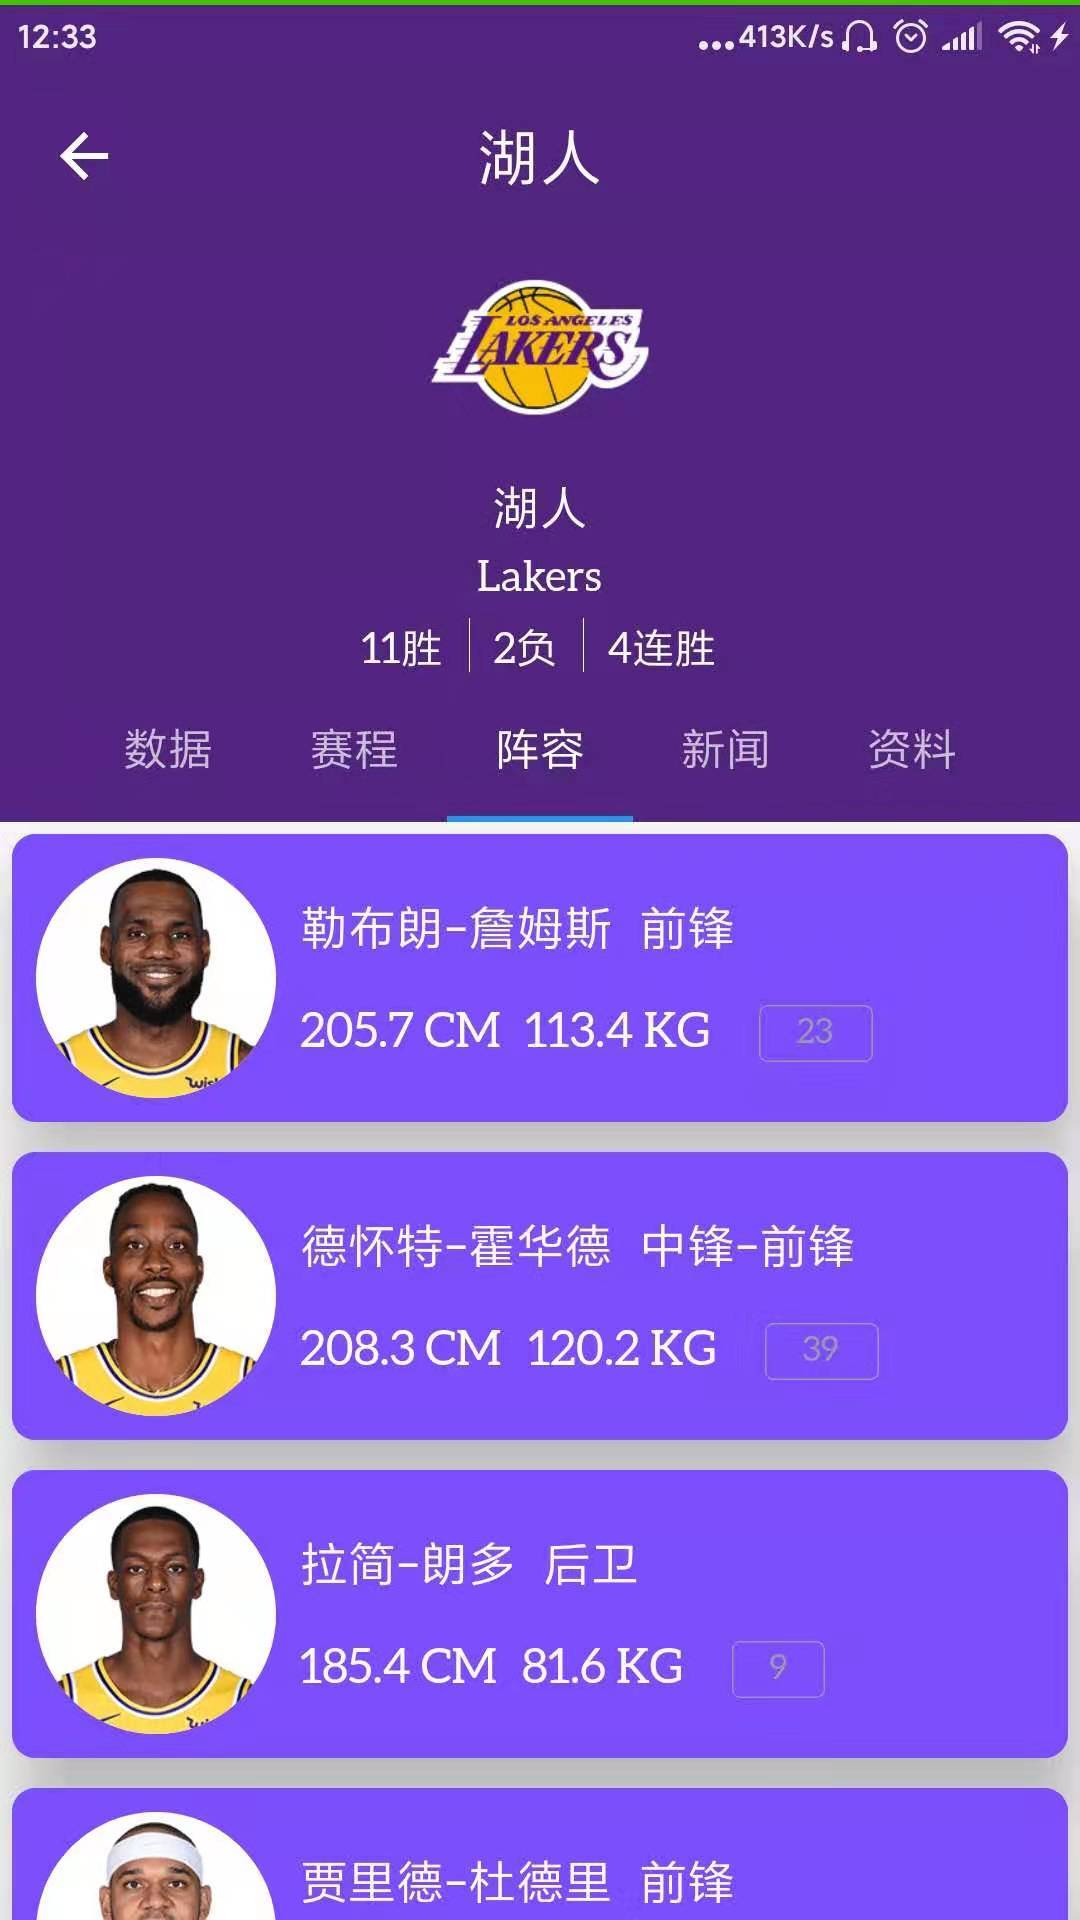 12:33
...413K/s
湖人
LOS ANGELES
LAKERS
湖人
Lakers
11胜 2负 4连胜
数据 赛程 阵容 新闻 资料
勒布朗-詹姆斯 前锋
205.7 CM 113.4 KG 23
德怀特-霍华德 中锋-前锋
208.3 CM 120.2 KG 39
拉简-朗多 后卫
185.4 CM 81.6 KG 9
贾里德-杜德里 前锋